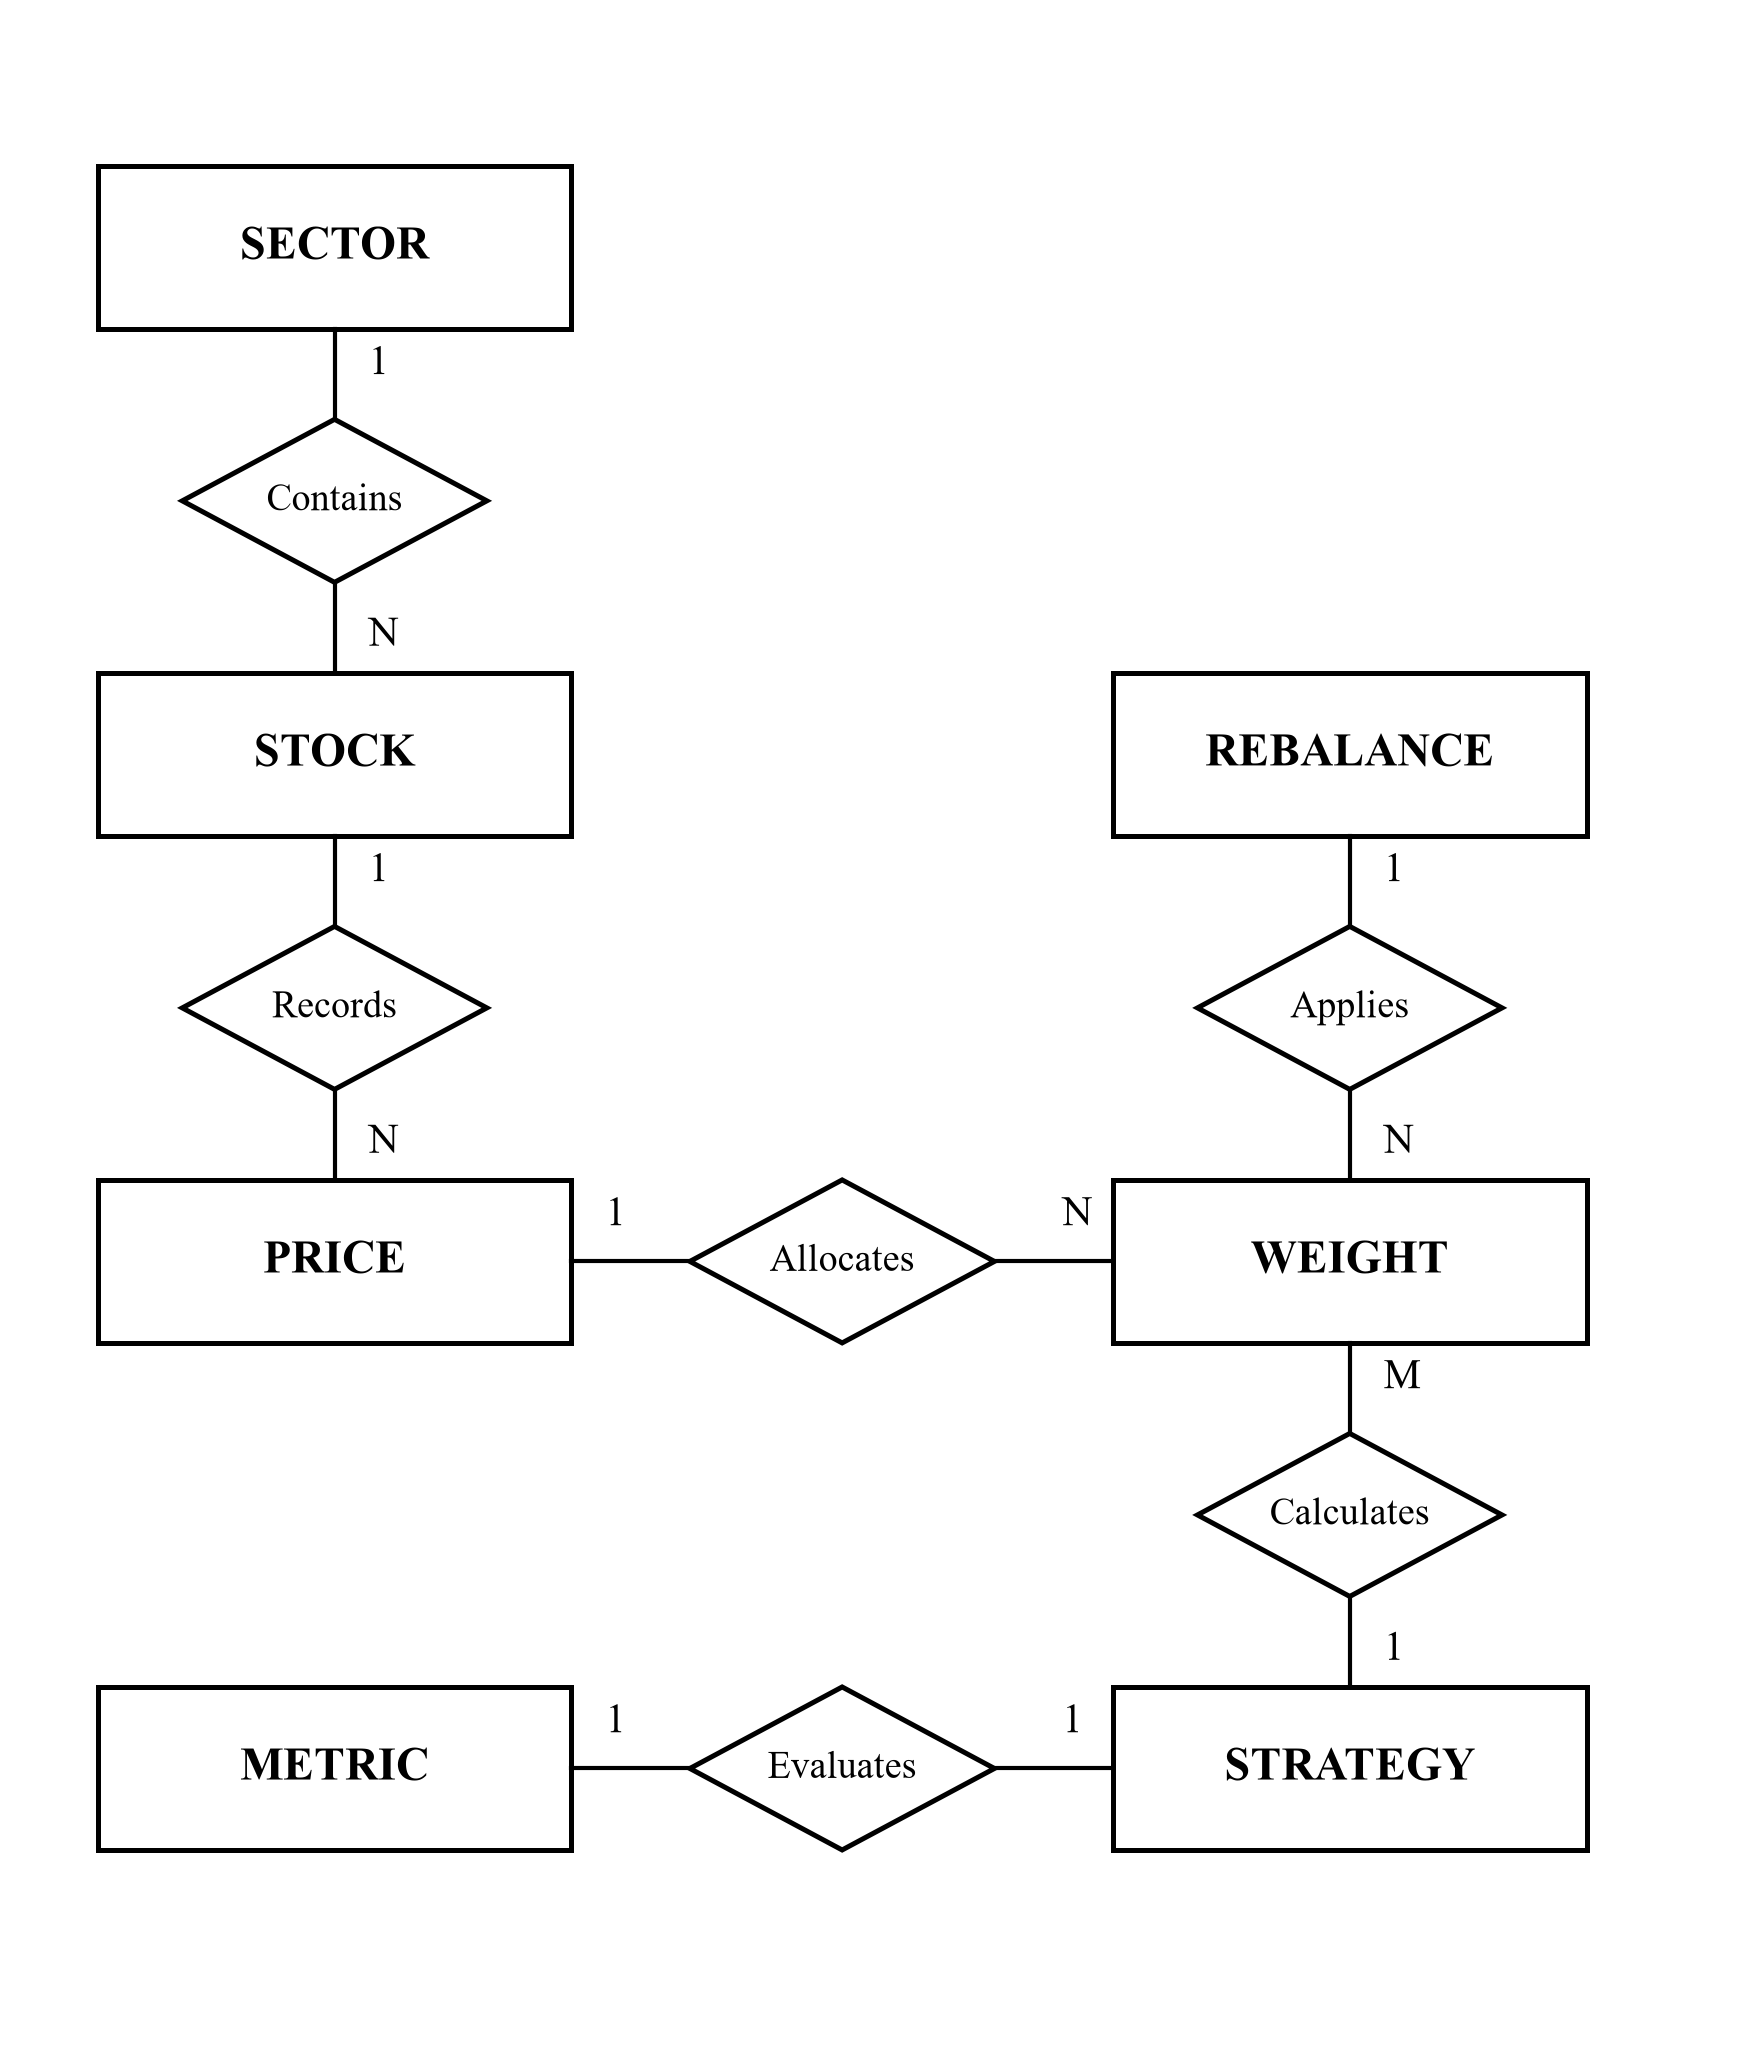 SECTOR
1
Contains
N
STOCK
REBALANCE
1
1
Records
Applies
N
N
PRICE
1
Allocates
N
WEIGHT
M
Calculates
1
METRIC
1
Evaluates
1
STRATEGY